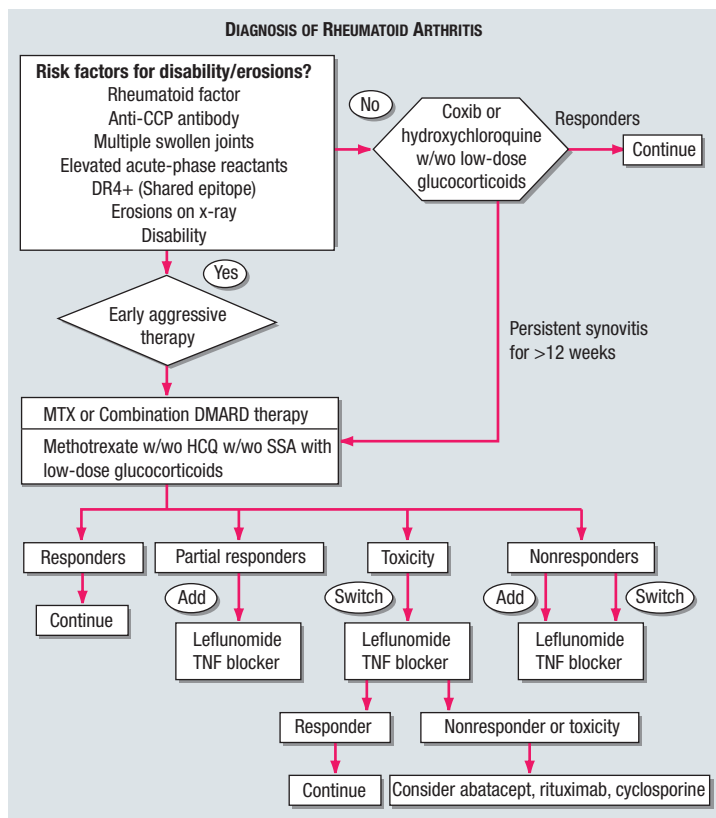 DIAGNOSIS OF RHEUMATOID ARTHRITIS
Risk factors for disability/erosions?
Rheumatoid factor
Anti-CCP antibody
Multiple swollen joints
Elevated acute-phase reactants
DR4+ (Shared epitope)
Erosions on x-ray
Disability
No
Coxib or
hydroxychloroquine
w/wo low-dose
glucocorticoids
Responders
Continue
Yes
Early aggressive
therapy
Persistent synovitis
for >12 weeks
MTX or Combination DMARD therapy
Methotrexate w/wo HCQ w/wo SSA with
low-dose glucocorticoids
Responders
Continue
Partial responders
Add
Leflunomide
TNF blocker
Toxicity
Switch
Leflunomide
TNF blocker
Nonresponders
Add
Switch
Leflunomide
TNF blocker
Responder
Continue
Nonresponder or toxicity
Consider abatacept, rituximab, cyclosporine